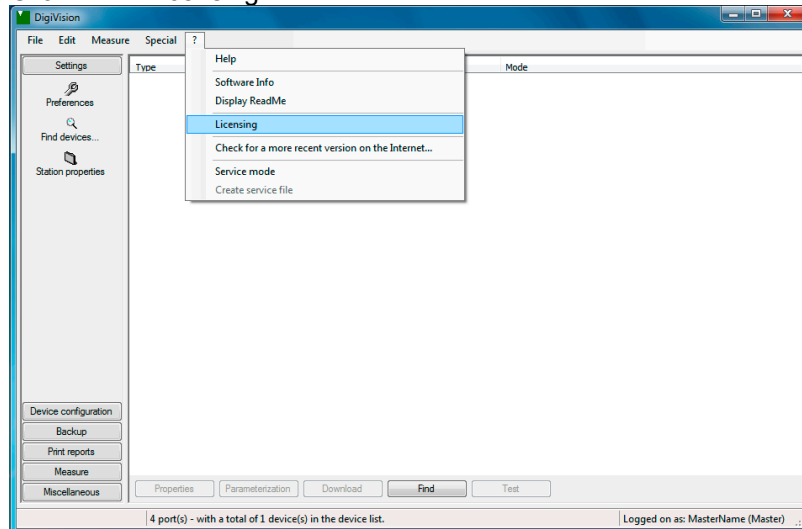 DigiVision
File Edit Measure Special ?
Settings
Preferences
Find devices...
Station properties
Type
Mode
Help
Software Info
Display ReadMe
Licensing
Check for a more recent version on the Internet...
Service mode
Create service file
Device configuration
Backup
Print reports
Measure
Miscellaneous
Properties Parameterization Download Find Test
4 port(s) - with a total of 1 device(s) in the device list.
Logged on as: MasterName (Master)